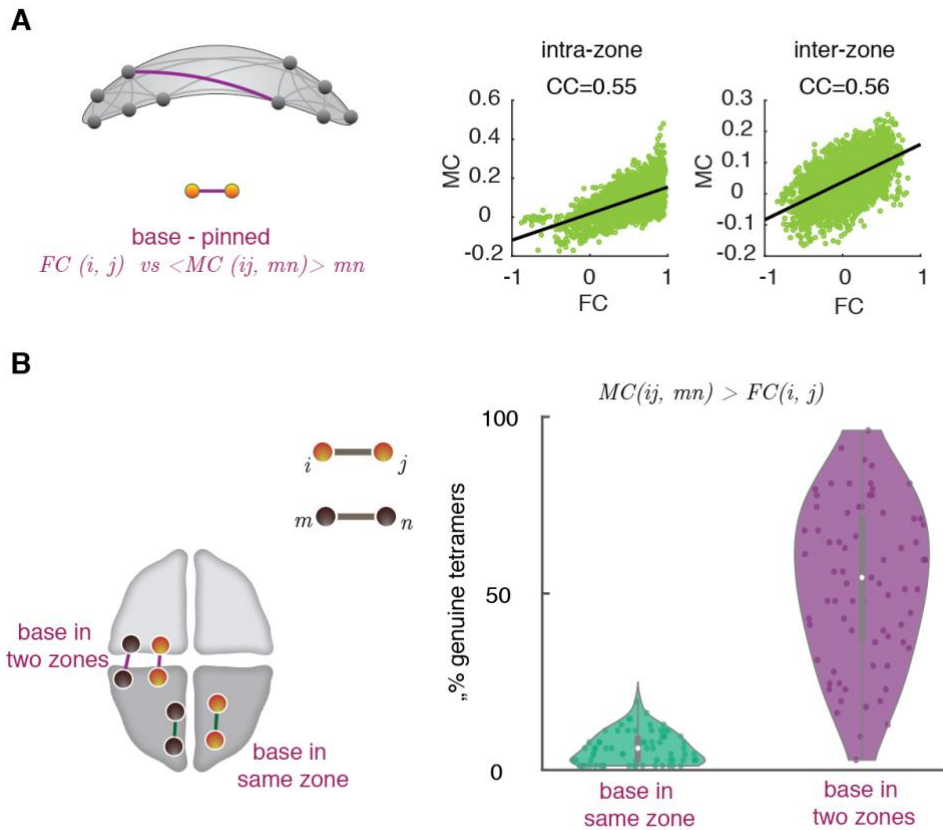 A
intra-zone
CC=0.55
0.6
0.4
0.2
0
-0.2
MC
-1
0
1
FC
inter-zone
CC=0.56
0.3
0.2
0.1
0
-0.1
-0.2
MC
-1
0
1
FC
base - pinned
FC (i, j) vs <MC (ij, mn)> mn
B
i
j
m
n
base in
two zones
base in
same zone
MC(ij, mn) > FC(i, j)
100
50
0
„% genuine tetramers
base in
same zone
base in
two zones